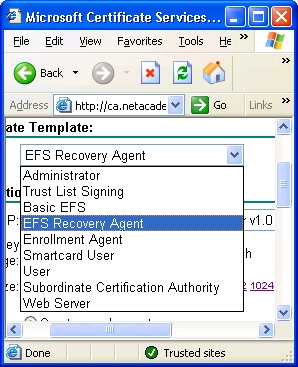 Microsoft Certificate Services...
File Edit View Favorites Tools He
Back
Address http://ca.netacade Go Links
ate Template:
EFS Recovery Agent
Administrator
Trust List Signing
Basic EFS
EFS Recovery Agent
Enrollment Agent
Smartcard User
User
Subordinate Certification Authority
Web Server
tio
P: r v1.0
ey
ge: h
ze: 2 1024
Done Trusted sites